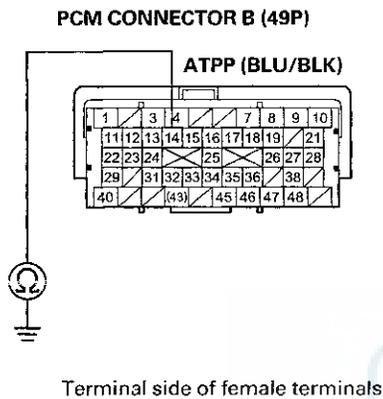 PCM CONNECTOR B (49P)
ATPP (BLU/BLK)
1 3 4 7 8 9 10
11 12 13 14 15 16 17 18 19 21
22 23 24 25 26 27 28
29 31 32 33 34 35 36 38
40 (43) 45 46 47 48
Ω
Terminal side of female terminals